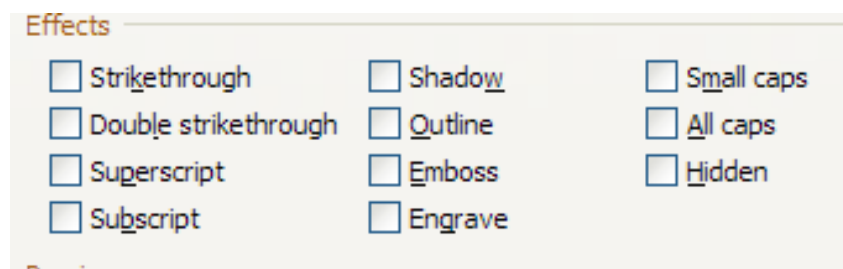 Effects
Strikethrough Shadow Small caps
Double strikethrough Outline All caps
Superscript Emboss Hidden
Subscript Engrave